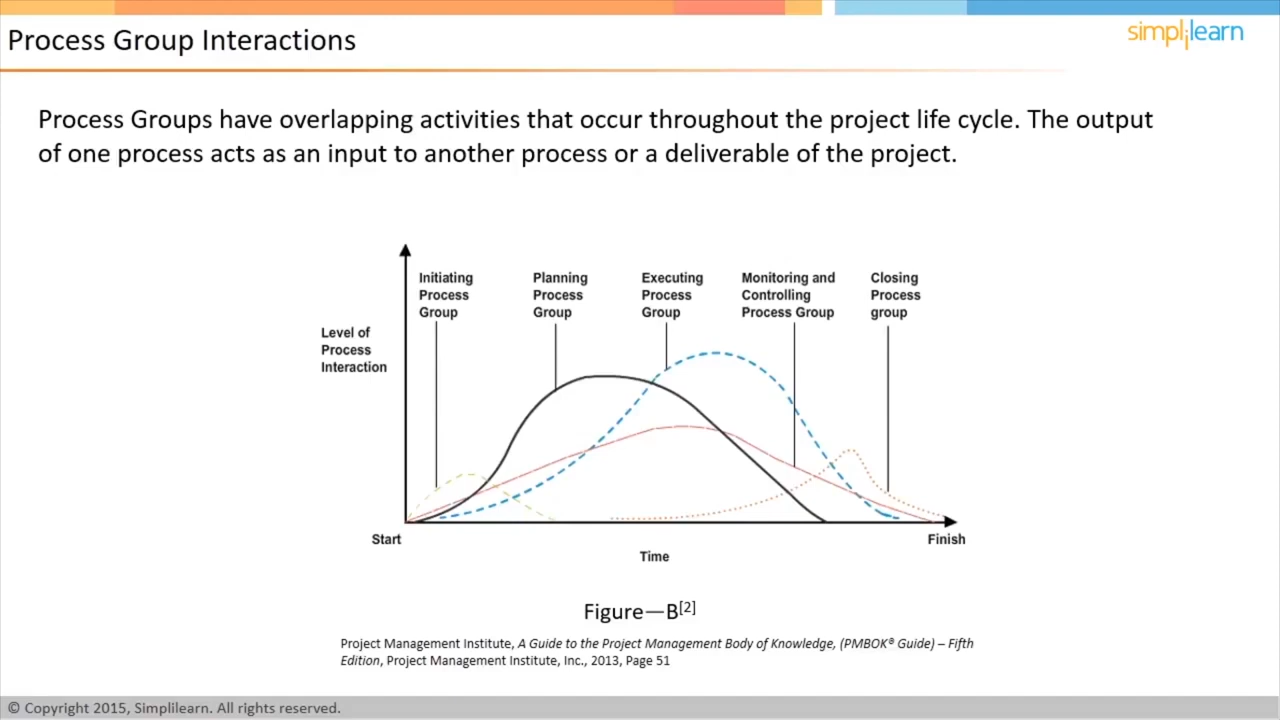 Process Group Interactions
simplilearn
Process Groups have overlapping activities that occur throughout the project life cycle. The output
of one process acts as an input to another process or a deliverable of the project.
Initiating
Process
Group
Planning
Process
Group
Executing
Process
Group
Monitoring and
Controlling
Process Group
Closing
Process
group
Level of
Process
Interaction
Start
Finish
Time
Figure—B[2]
Project Management Institute, A Guide to the Project Management Body of Knowledge, (PMBOK® Guide) – Fifth
Edition, Project Management Institute, Inc., 2013, Page 51
© Copyright 2015, Simplilearn. All rights reserved.